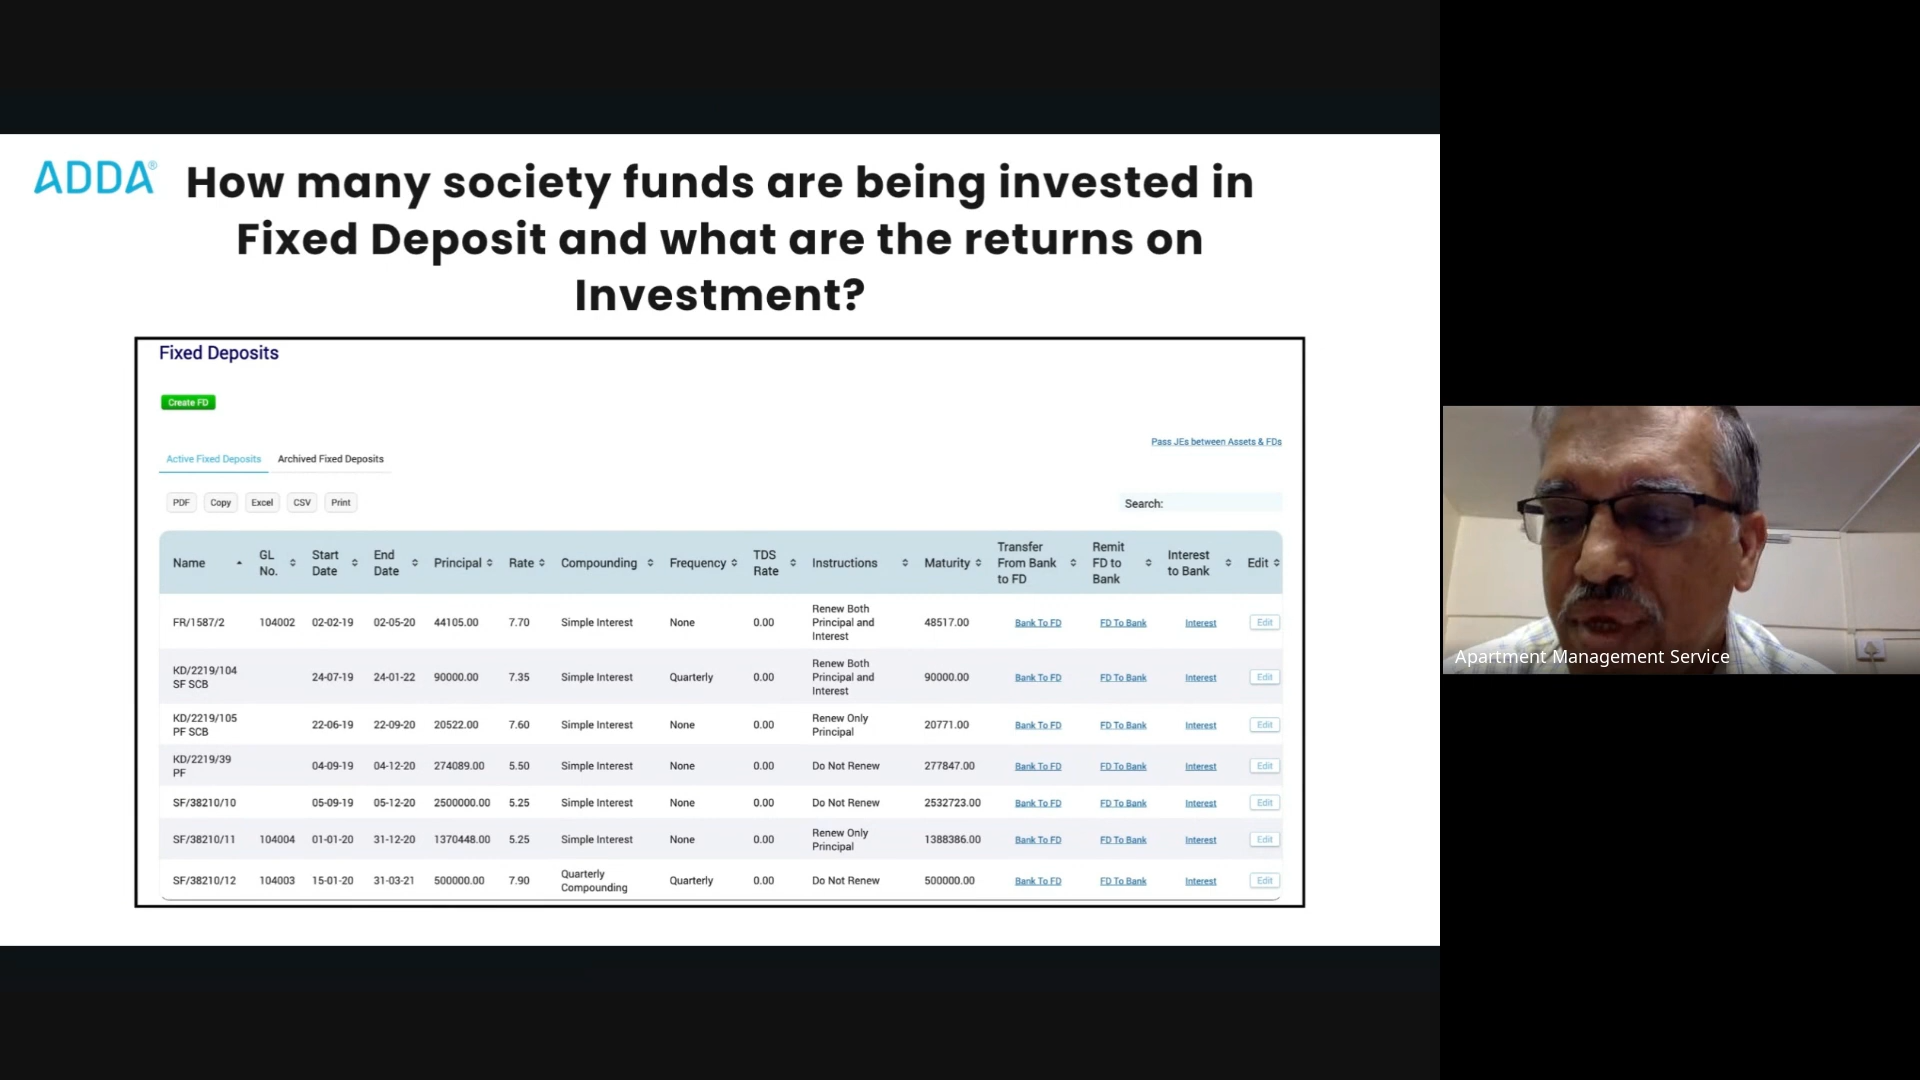 ADDA®
How many society funds are being invested in
Fixed Deposit and what are the returns on
Investment?
Fixed Deposits
Create FD
Pass JEs between Assets & FDs
Active Fixed Deposits Archived Fixed Deposits
PDF Copy Excel CSV Print Search:
Name GL No. Start Date End Date Principal Rate Compounding Frequency TDS Rate Instructions Maturity Transfer From Bank to FD Remit FD to Bank Interest to Bank Edit
FR/1587/2 104002 02-02-19 02-05-20 44105.00 7.70 Simple Interest None 0.00 Renew Both Principal and Interest 48517.00 Bank To FD FD To Bank Interest Edit
KD/2219/104 SF SCB 24-07-19 24-01-22 90000.00 7.35 Simple Interest Quarterly 0.00 Renew Both Principal and Interest 90000.00 Bank To FD FD To Bank Interest Edit
KD/2219/105 PF SCB 22-06-19 22-09-20 20522.00 7.60 Simple Interest None 0.00 Renew Only Principal 20771.00 Bank To FD FD To Bank Interest Edit
KD/2219/39 PF 04-09-19 04-12-20 274089.00 5.50 Simple Interest None 0.00 Do Not Renew 277847.00 Bank To FD FD To Bank Interest Edit
SF/38210/10 05-09-19 05-12-20 2500000.00 5.25 Simple Interest None 0.00 Do Not Renew 2532723.00 Bank To FD FD To Bank Interest Edit
SF/38210/11 104004 01-01-20 31-12-20 1370448.00 5.25 Simple Interest None 0.00 Renew Only Principal 1388386.00 Bank To FD FD To Bank Interest Edit
SF/38210/12 104003 15-01-20 31-03-21 500000.00 7.90 Quarterly Compounding Quarterly 0.00 Do Not Renew 500000.00 Bank To FD FD To Bank Interest Edit
Apartment Management Service